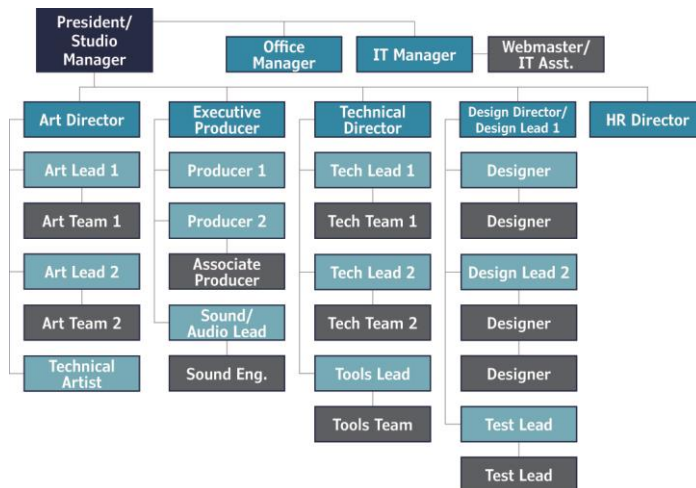 President/
Studio
Manager
Office
Manager
IT Manager
Webmaster/
IT Asst.
Art Director
Executive
Producer
Technical
Director
Design Director/
Design Lead 1
HR Director
Art Lead 1
Producer 1
Tech Lead 1
Designer
Art Team 1
Producer 2
Tech Team 1
Designer
Art Lead 2
Associate
Producer
Tech Lead 2
Design Lead 2
Art Team 2
Sound/
Audio Lead
Tech Team 2
Designer
Technical
Artist
Sound Eng.
Tools Lead
Designer
Tools Team
Test Lead
Test Lead